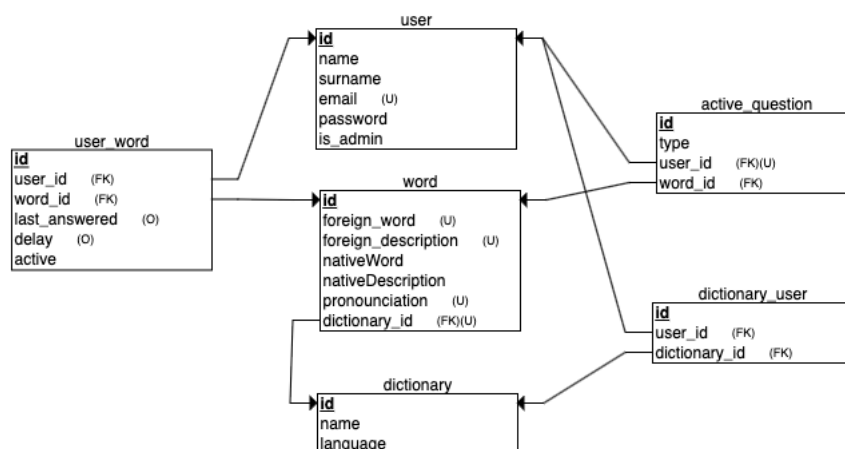 user
id
name
surname
email (U)
password
is_admin
active_question
id
type
user_id (FK)(U)
word_id (FK)
user_word
id
user_id (FK)
word_id (FK)
last_answered (O)
delay (O)
active
word
id
foreign_word (U)
foreign_description (U)
nativeWord
nativeDescription
pronounciation (U)
dictionary_id (FK)(U)
dictionary_user
id
user_id (FK)
dictionary_id (FK)
dictionary
id
name
language